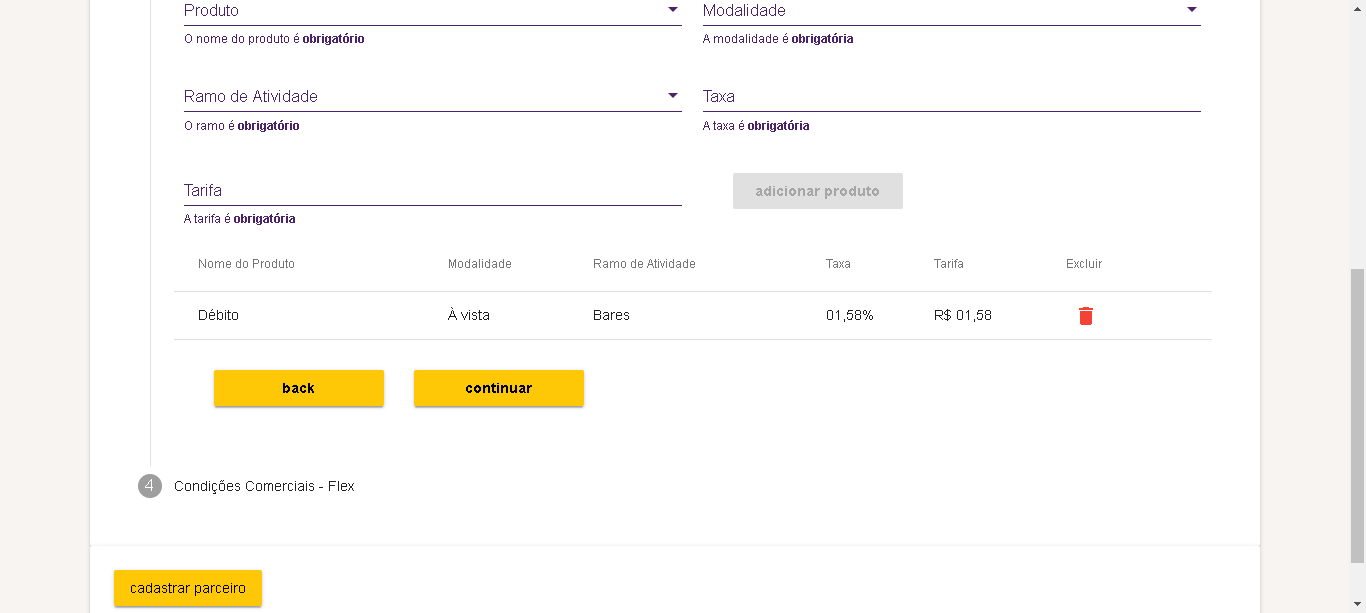 Produto Modalidade
O nome do produto é obrigatório A modalidade é obrigatória
Ramo de Atividade Taxa
O ramo é obrigatório A taxa é obrigatória
Tarifa adicionar produto
A tarifa é obrigatória
Nome do Produto Modalidade Ramo de Atividade Taxa Tarifa Excluir
Débito À vista Bares 01,58% R$ 01,58
back continuar
4 Condições Comerciais - Flex
cadastrar parceiro